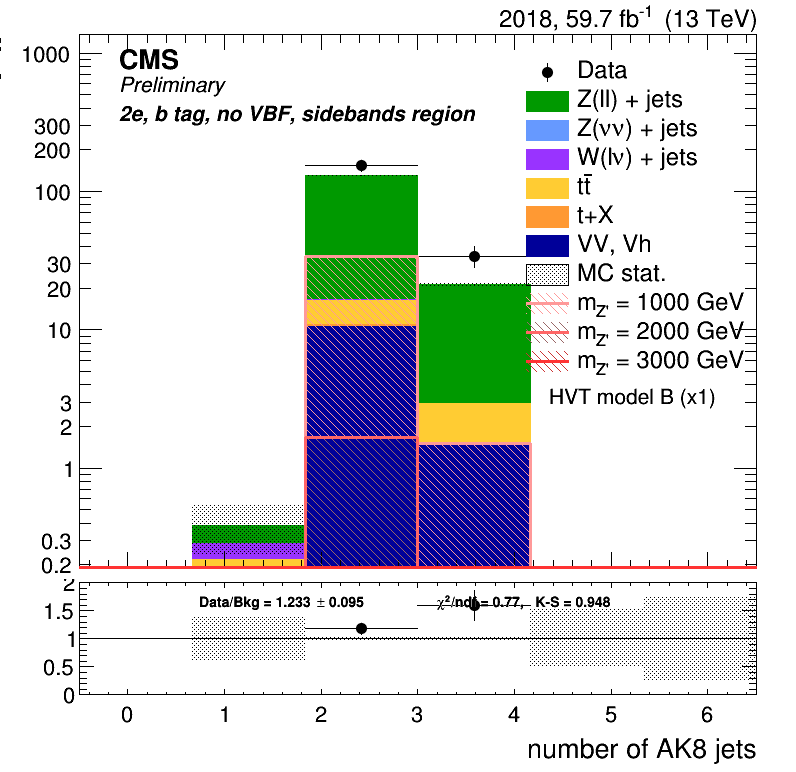 2018, 59.7 fb⁻¹ (13 TeV)
CMS
Preliminary
2e, b tag, no VBF, sidebands region
Data
Z(ll) + jets
Z(νν) + jets
W(lν) + jets
tt̄
t+X
VV, Vh
MC stat.
m_Z' = 1000 GeV
m_Z' = 2000 GeV
m_Z' = 3000 GeV
HVT model B (x1)
1000
300
200
100
30
20
10
3
2
1
0.3
0.2
Data/Bkg = 1.233 ± 0.095
χ²/ndf = 0.77, K-S = 0.948
2
1.5
1
0.5
0
0 1 2 3 4 5 6
number of AK8 jets